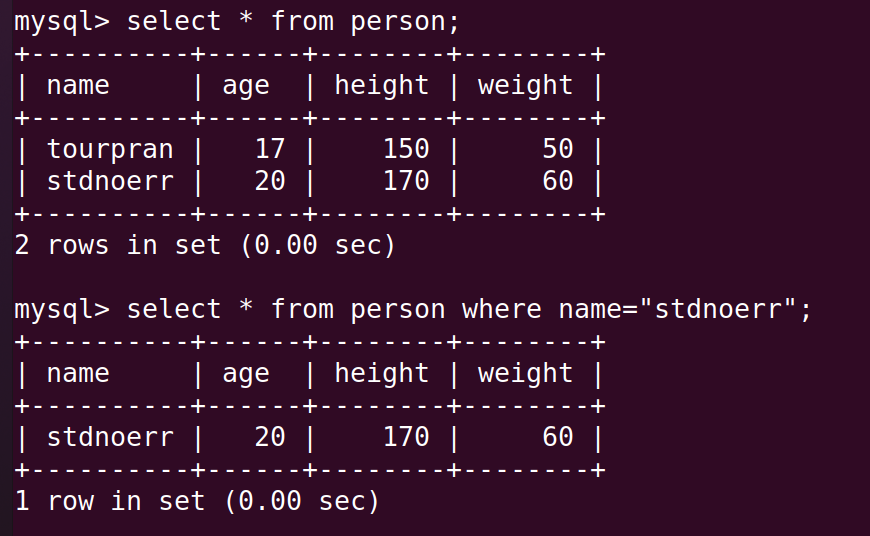 mysql> select * from person;
+----------+------+--------+--------+
| name     | age  | height | weight |
+----------+------+--------+--------+
| tourpran |   17 |    150 |     50 |
| stdnoerr |   20 |    170 |     60 |
+----------+------+--------+--------+
2 rows in set (0.00 sec)

mysql> select * from person where name="stdnoerr";
+----------+------+--------+--------+
| name     | age  | height | weight |
+----------+------+--------+--------+
| stdnoerr |   20 |    170 |     60 |
+----------+------+--------+--------+
1 row in set (0.00 sec)